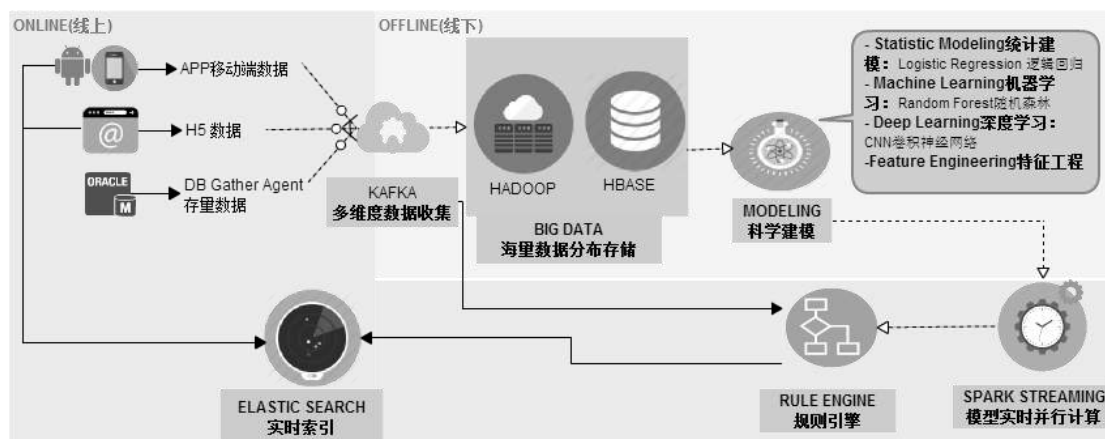 ONLINE(线上)
OFFLINE(线下)
APP移动端数据
H5 数据
ORACLE
M
DB Gather Agent
存量数据
KAFKA
多维度数据收集
HADOOP
HBASE
BIG DATA
海量数据分布存储
MODELING
科学建模
- Statistic Modeling统计建
模：Logistic Regression 逻辑回归
- Machine Learning机器学
习：Random Forest随机森林
- Deep Learning深度学习：
CNN卷积神经网络
-Feature Engineering特征工程
ELASTIC SEARCH
实时索引
RULE ENGINE
规则引擎
SPARK STREAMING
模型实时并行计算